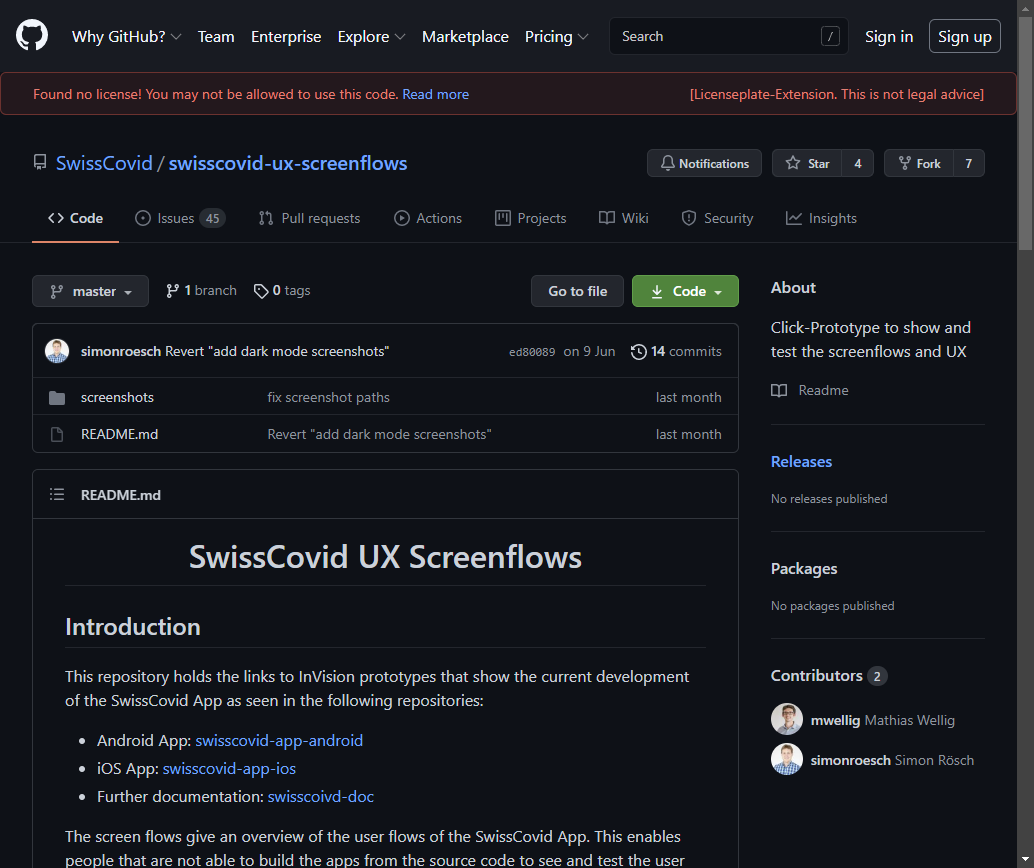 Why GitHub? Team Enterprise Explore Marketplace Pricing Search / Sign in Sign up
Found no license! You may not be allowed to use this code. Read more [Licenseplate-Extension. This is not legal advice]
SwissCovid / swisscovid-ux-screenflows Notifications Star 4 Fork 7
Code Issues 45 Pull requests Actions Projects Wiki Security Insights
master 1 branch 0 tags Go to file Code
simonroesch Revert "add dark mode screenshots" ed80089 on 9 Jun 14 commits
screenshots fix screenshot paths last month
README.md Revert "add dark mode screenshots" last month
README.md
SwissCovid UX Screenflows
Introduction
This repository holds the links to InVision prototypes that show the current development
of the SwissCovid App as seen in the following repositories:
Android App: swisscovid-app-android
iOS App: swisscovid-app-ios
Further documentation: swisscoivd-doc
The screen flows give an overview of the user flows of the SwissCovid App. This enables
people that are not able to build the apps from the source code to see and test the user
About
Click-Prototype to show and
test the screenflows and UX
Readme
Releases
No releases published
Packages
No packages published
Contributors 2
mwellig Mathias Wellig
simonroesch Simon Rösch